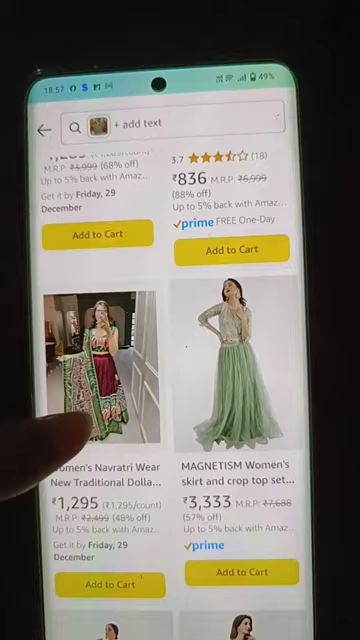 18.57
49%
+ add text
M.R.P. ₹5,999 (68% off)
Up to 5% back with Amaz...
Get it by Friday, 29
December
Add to Cart
3.7 (18)
₹836 M.R.P. ₹6,999
(88% off)
Up to 5% back with Amaz...
prime FREE One-Day
Add to Cart
Women's Navratri Wear
New Traditional Dolla...
₹1,295 (₹1,295/count)
M.R.P. ₹2,499 (48% off)
Up to 5% back with Amaz...
Get it by Friday, 29
December
Add to Cart
MAGNETISM Women's
skirt and crop top set...
₹3,333 M.R.P. ₹7,688
(57% off)
Up to 5% back with Amaz...
prime
Add to Cart